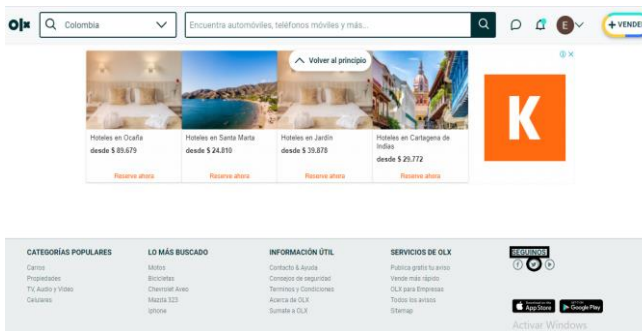 olx
Colombia
Encuentra automóviles, teléfonos móviles y más...
E
+ VENDER
Volver al principio
Hoteles en Ocaña
desde $ 89.679
Reserve ahora
Hoteles en Santa Marta
desde $ 24.810
Reserve ahora
Hoteles en Jardín
desde $ 39.878
Reserve ahora
Hoteles en Cartagena de
Indias
desde $ 29.772
Reserve ahora
K
CATEGORÍAS POPULARES
Carros
Propiedades
TV, Audio y Video
Celulares
LO MÁS BUSCADO
Motos
Bicicletas
Chevrolet Aveo
Mazda 323
Iphone
INFORMACIÓN ÚTIL
Contacto & Ayuda
Consejos de seguridad
Términos y Condiciones
Acerca de OLX
Sumate a OLX
SERVICIOS DE OLX
Publica gratis tu aviso
Vende más rápido
OLX para Empresas
Todos los avisos
Sitemap
SEGUINOS
App Store
Google Play
Activar Windows